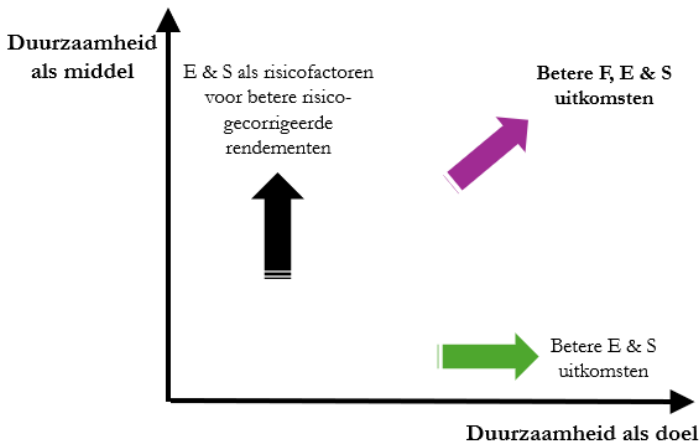 Duurzaamheid
als middel
E & S als risicofactoren
voor betere risico-
gecorrigeerde
rendementen
Betere F, E & S
uitkomsten
Betere E & S
uitkomsten
Duurzaamheid als doel